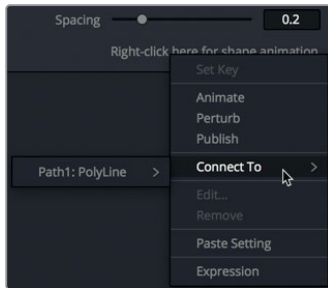 Spacing 0.2
Right-click here for shape animation
Set Key
Animate
Perturb
Publish
Path1: PolyLine >
Connect To >
Edit...
Remove
Paste Setting
Expression